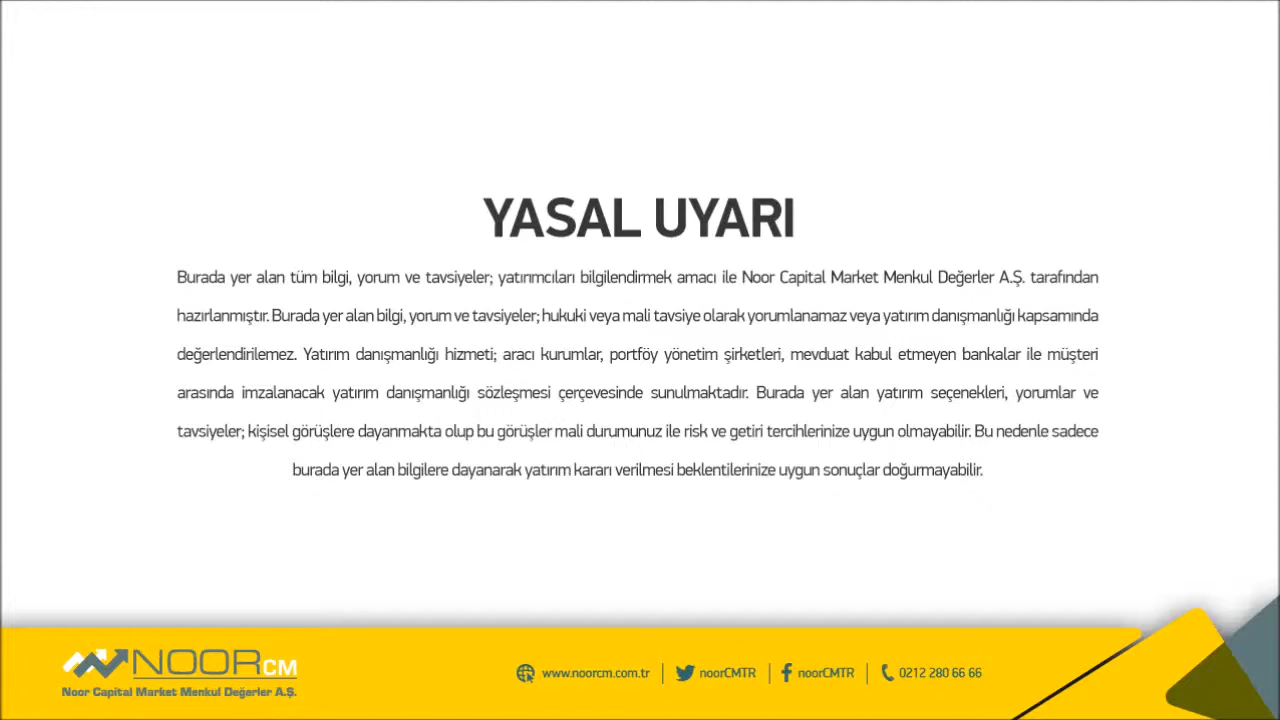 YASAL UYARI
Burada yer alan tüm bilgi, yorum ve tavsiyeler; yatırımcıları bilgilendirmek amacı ile Noor Capital Market Menkul Değerler A.Ş. tarafından
hazırlanmıştır. Burada yer alan bilgi, yorum ve tavsiyeler; hukuki veya mali tavsiye olarak yorumlanamaz veya yatırım danışmanlığı kapsamında
değerlendirilemez. Yatırım danışmanlığı hizmeti; aracı kurumlar, portföy yönetim şirketleri, mevduat kabul etmeyen bankalar ile müşteri
arasında imzalanacak yatırım danışmanlığı sözleşmesi çerçevesinde sunulmaktadır. Burada yer alan yatırım seçenekleri, yorumlar ve
tavsiyeler; kişisel görüşlere dayanmakta olup bu görüşler mali durumunuz ile risk ve getiri tercihlerinize uygun olmayabilir. Bu nedenle sadece
burada yer alan bilgilere dayanarak yatırım kararı verilmesi beklentilerinize uygun sonuçlar doğurmayabilir.
NOORCM
Noor Capital Market Menkul Değerler A.Ş.
www.noorcm.com.tr noorCMTR noorCMTR 0212 280 66 66